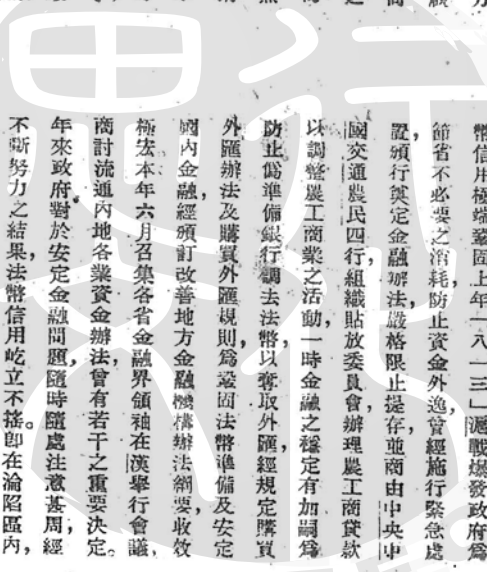 幣信用極端鞏固上年「八一三」滬戰爆發政府爲
節省不必要之消耗防止資金外逸,曾經施行緊急處
置,頒行奠定金融辦法,嚴格限止提存,並商由中央中
國交通農民四行,組織貼放委員會,辦理農工商貸款
以調整農工商業之活動,一時金融之穩定有加嗣爲
防止僞準備銀行調去法幣,以奪取外匯,經規定購買
外匯辦法及購買外匯規則,爲鞏固法幣準備及安定
國內金融,經頒訂改善地方金融機構辦法綱要,收效
極宏本年六月召集各省金融界領袖在漢舉行會議,
商討流通內地各業資金辦法,曾有若干之重要決定。
年來政府對於安定金融問題,隨時隨處注意甚周,經
不斷努力之結果,法幣信用屹立不搖。卽在淪陷區內,